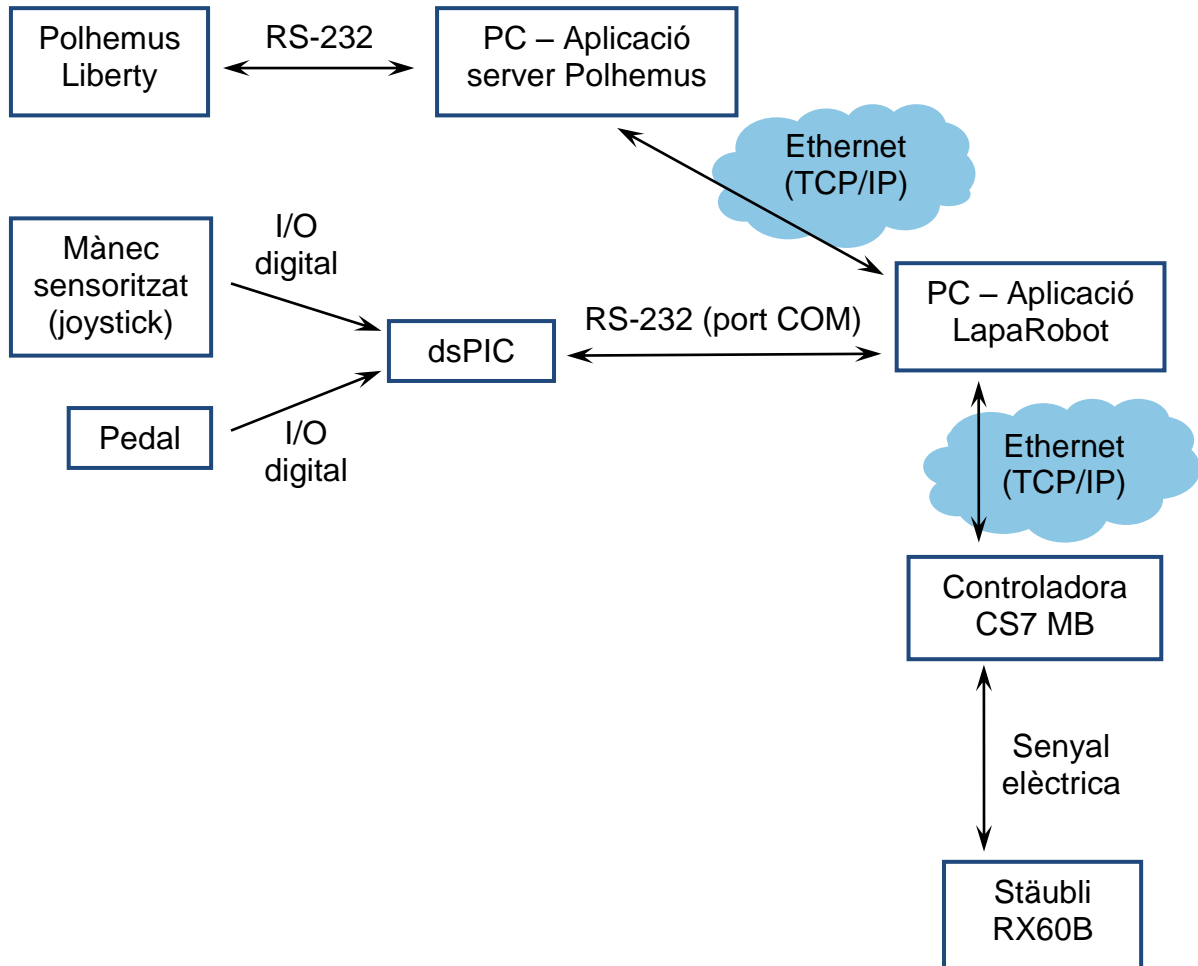 Polhemus
Liberty
RS-232
PC – Aplicació
server Polhemus
Ethernet
(TCP/IP)
Mànec
sensoritzat
(joystick)
I/O
digital
dsPIC
RS-232 (port COM)
PC – Aplicació
LapaRobot
Pedal
I/O
digital
Ethernet
(TCP/IP)
Controladora
CS7 MB
Senyal
elèctrica
Stäubli
RX60B